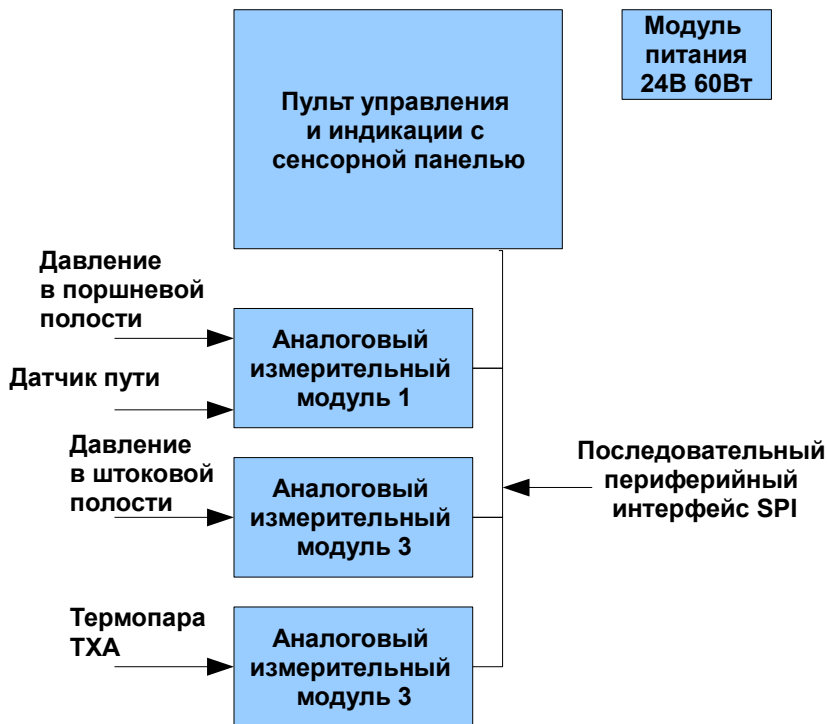 Пульт управления
и индикации с
сенсорной панелью
Модуль
питания
24В 60Вт
Давление
в поршневой
полости
Датчик пути
Аналоговый
измерительный
модуль 1
Давление
в штоковой
полости
Аналоговый
измерительный
модуль 3
Последовательный
периферийный
интерфейс SPI
Термопара
ТХА
Аналоговый
измерительный
модуль 3